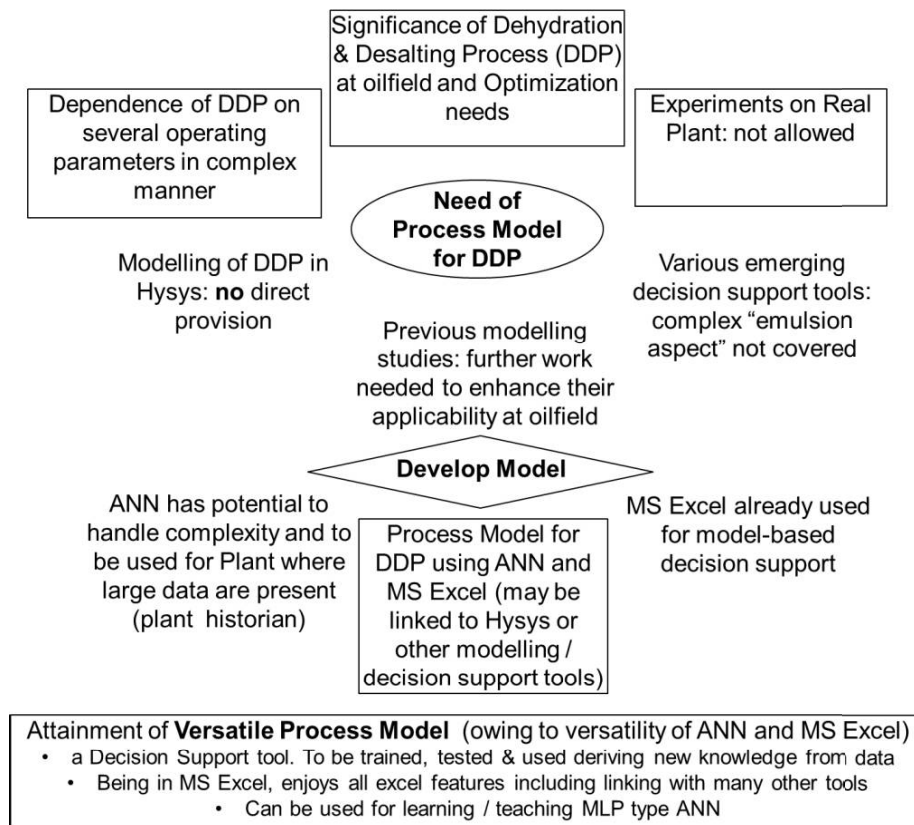 Significance of Dehydration
& Desalting Process (DDP)
at oilfield and Optimization
needs
Dependence of DDP on
several operating
parameters in complex
manner
Experiments on Real
Plant: not allowed
Need of
Process Model
for DDP
Modelling of DDP in
Hysys: no direct
provision
Various emerging
decision support tools:
complex “emulsion
aspect” not covered
Previous modelling
studies: further work
needed to enhance their
applicability at oilfield
Develop Model
ANN has potential to
handle complexity and to
be used for Plant where
large data are present
(plant historian)
MS Excel already used
for model-based
decision support
Process Model for
DDP using ANN and
MS Excel (may be
linked to Hysys or
other modelling /
decision support tools)
Attainment of Versatile Process Model (owing to versatility of ANN and MS Excel)
• a Decision Support tool. To be trained, tested & used deriving new knowledge from data
• Being in MS Excel, enjoys all excel features including linking with many other tools
• Can be used for learning / teaching MLP type ANN